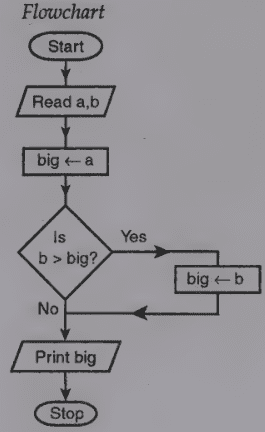 Flowchart
Start
Read a,b
big ← a
Is
b > big?
Yes
big ← b
No
Print big
Stop